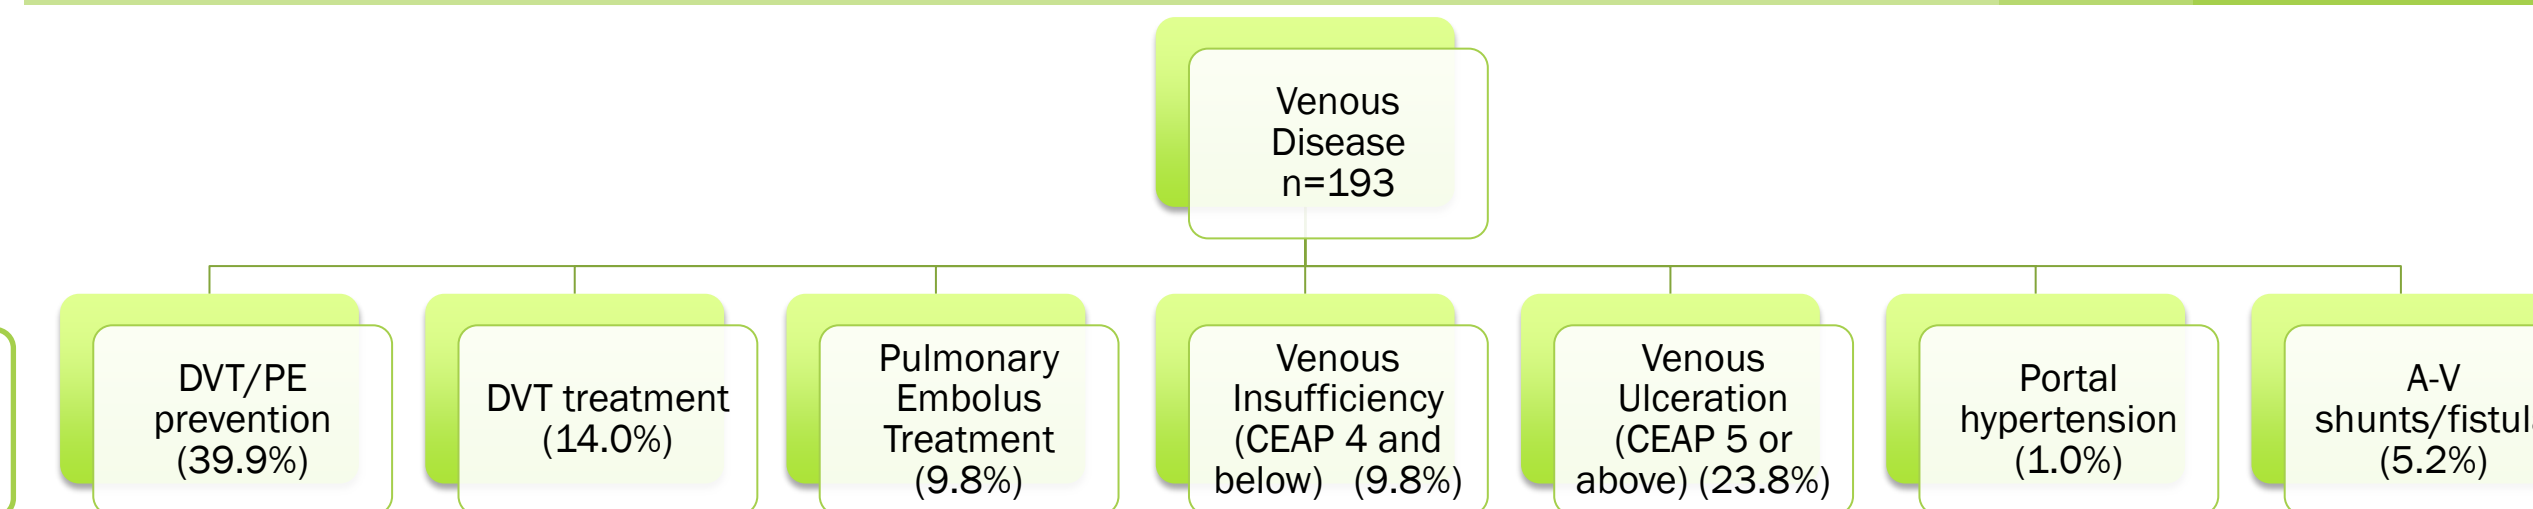 Venous
Disease
n=193
DVT/PE
prevention
(39.9%)
DVT treatment
(14.0%)
Pulmonary
Embolus
Treatment
(9.8%)
Venous
Insufficiency
(CEAP 4 and
below) (9.8%)
Venous
Ulceration
(CEAP 5 or
above) (23.8%)
Portal
hypertension
(1.0%)
A-V
shunts/fistul
(5.2%)